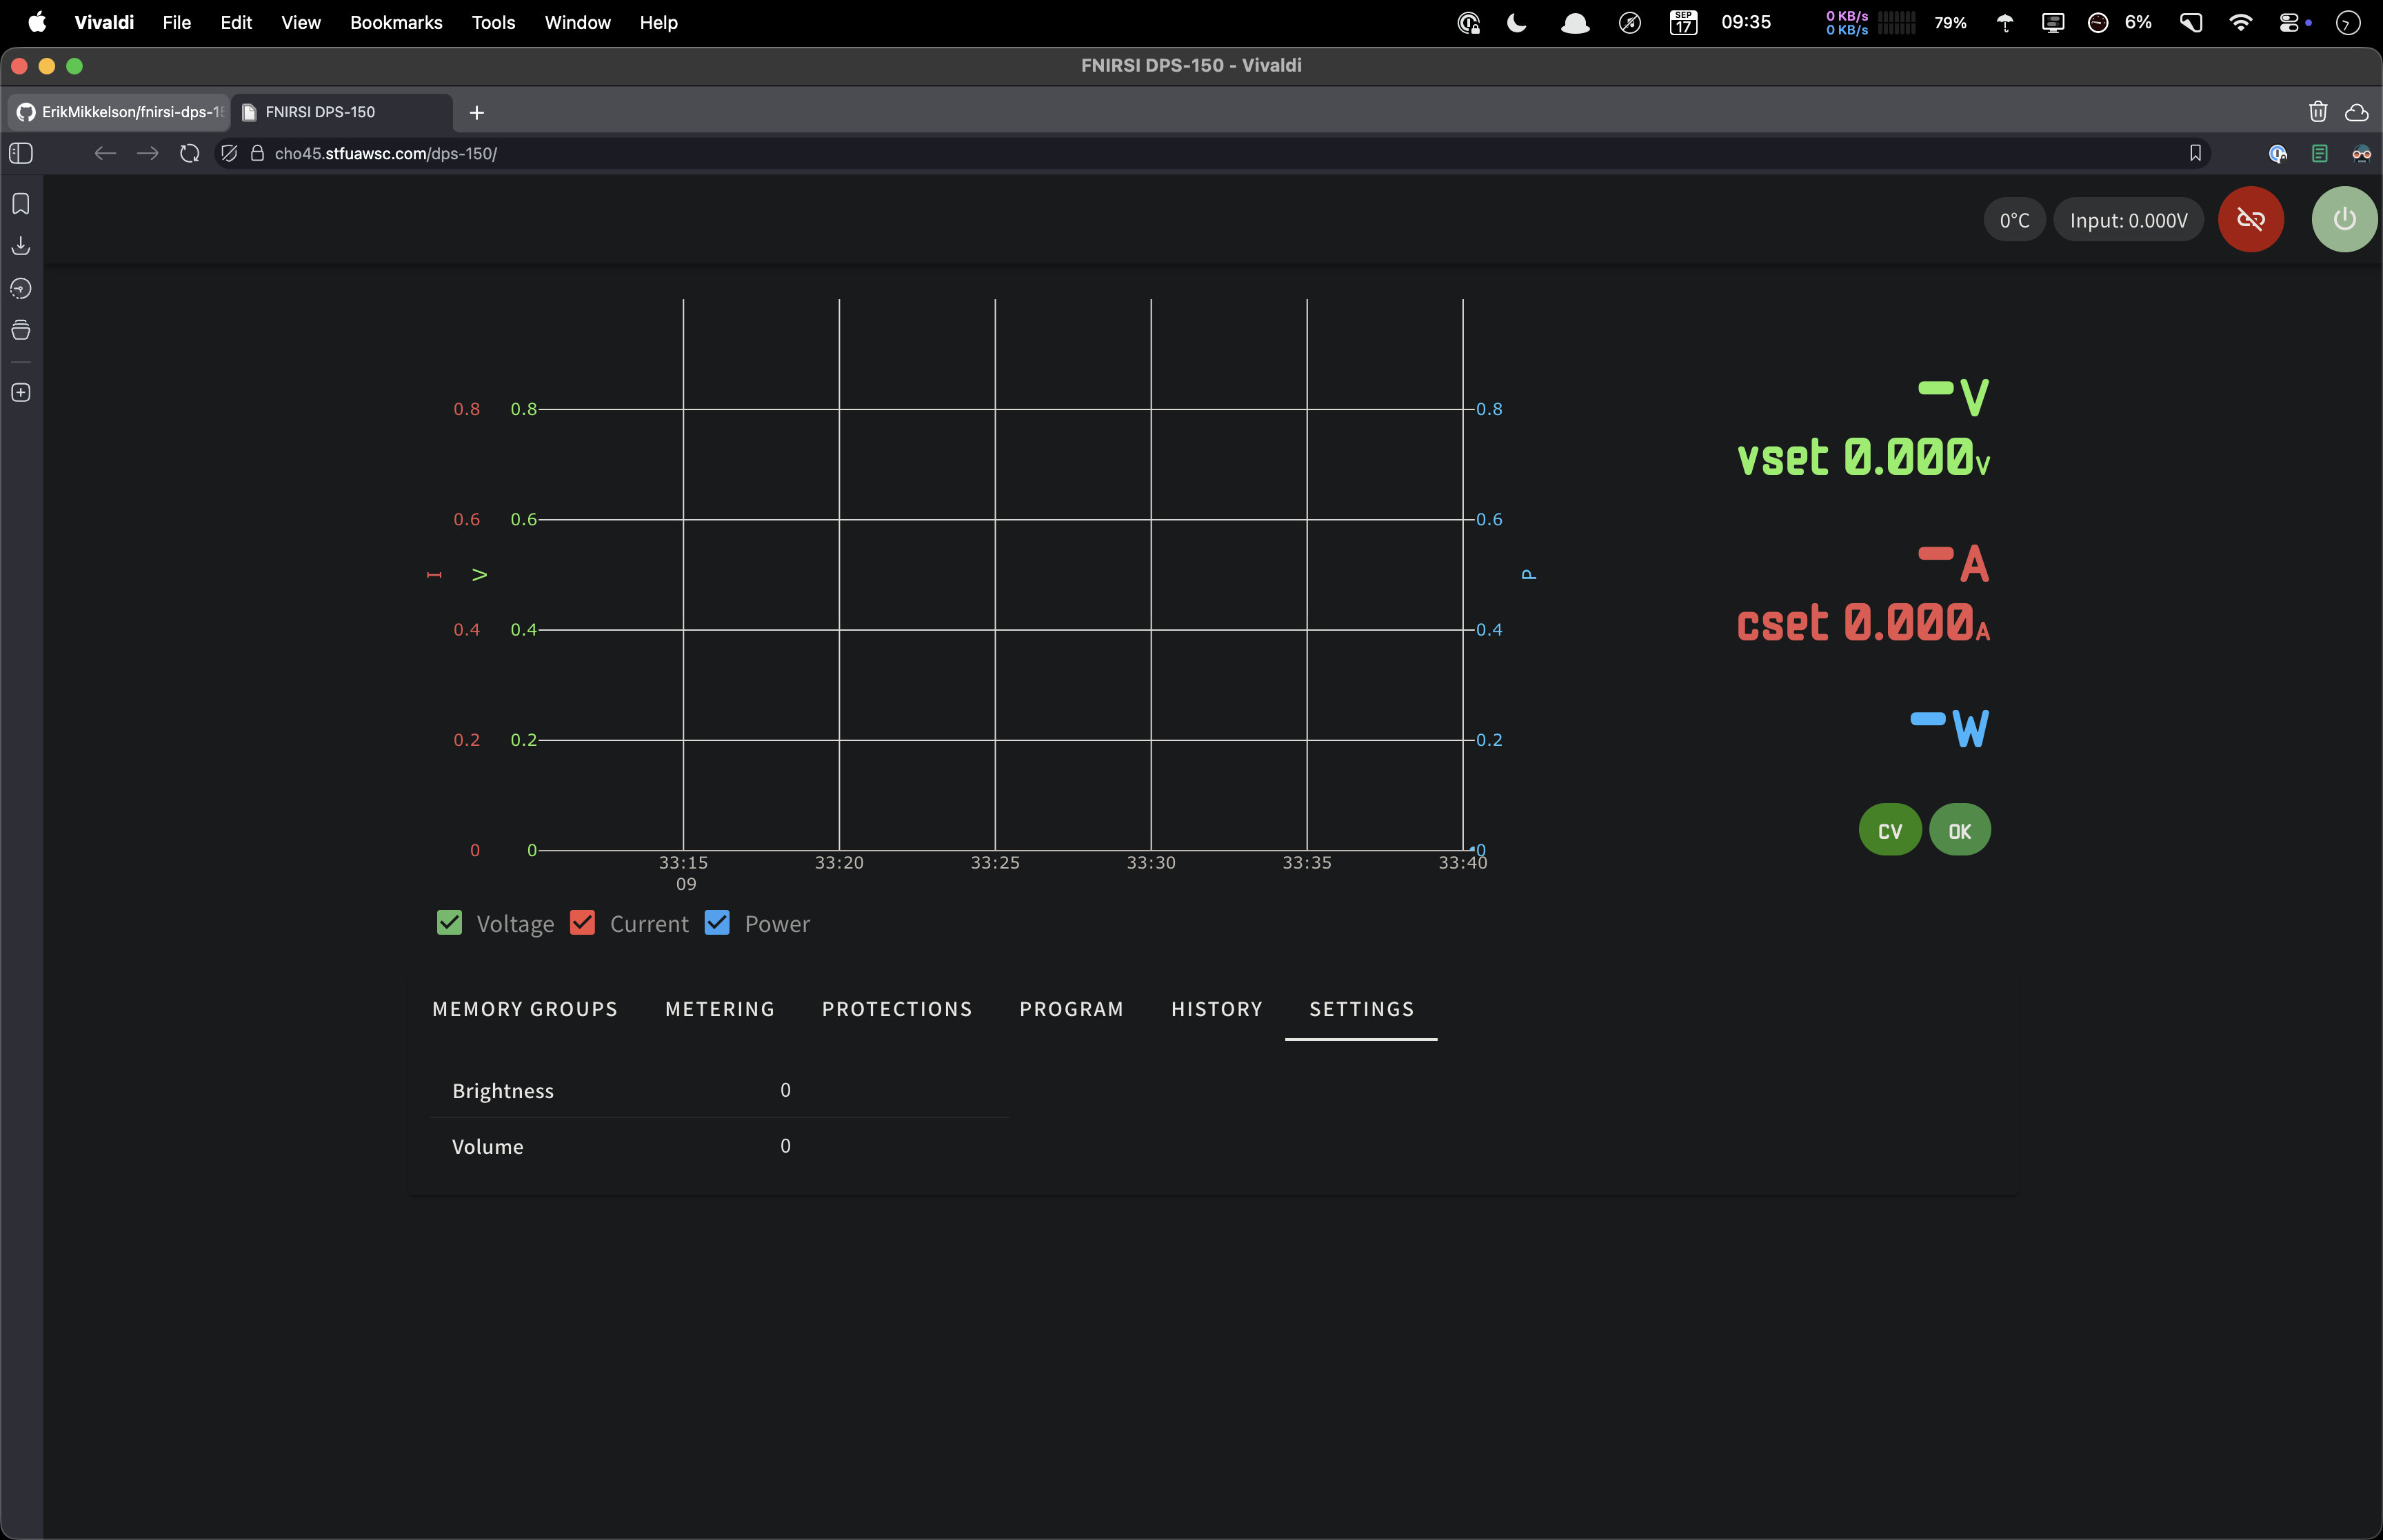 Vivaldi File Edit View Bookmarks Tools Window Help SEP 17 09:35 0 KB/s 0 KB/s 79% 6%
FNIRSI DPS-150 - Vivaldi
ErikMikkelson/fnirsi-dps-15 FNIRSI DPS-150
cho45.stfuawsc.com/dps-150/
0°C Input: 0.000V
V
vset 0.000V
A
cset 0.000A
W
CV OK
I V P
0.8 0.8 0.8
0.6 0.6 0.6
0.4 0.4 0.4
0.2 0.2 0.2
0 0 0
33:15 33:20 33:25 33:30 33:35 33:40
09
Voltage Current Power
MEMORY GROUPS METERING PROTECTIONS PROGRAM HISTORY SETTINGS
Brightness 0
Volume 0